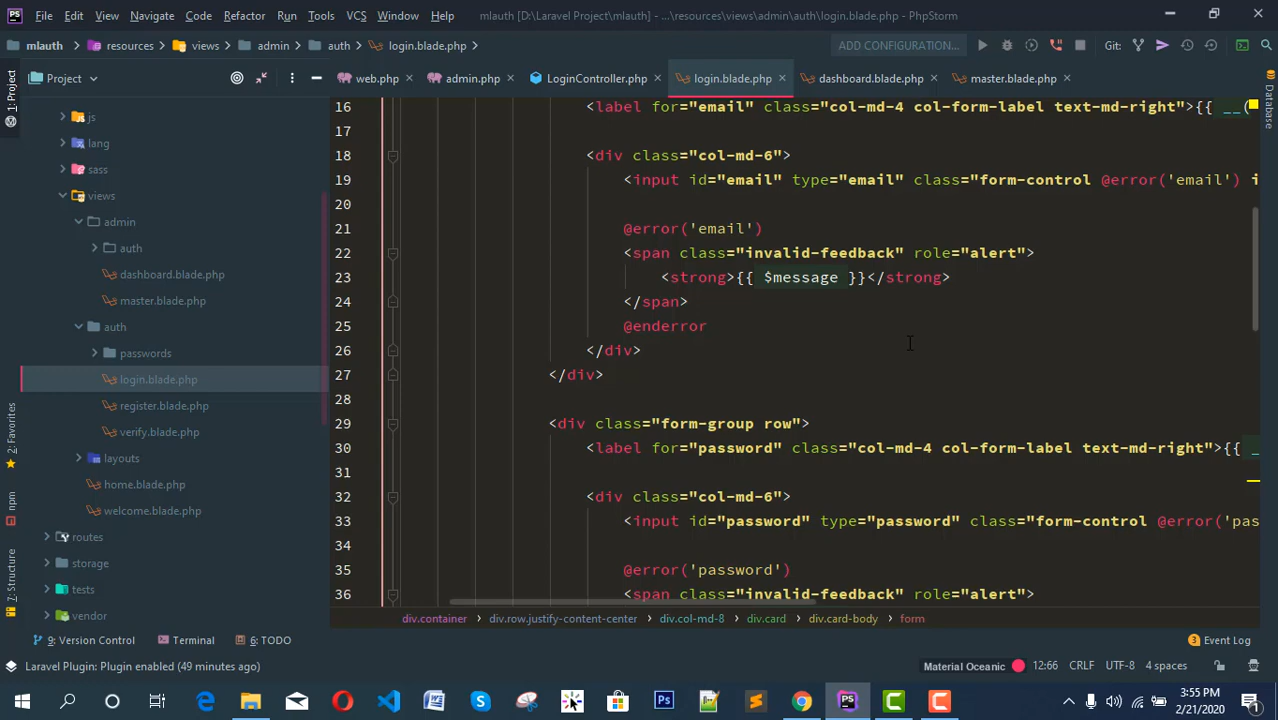 File Edit View Navigate Code Refactor Run Tools VCS Window Help mlauth [D:\Laravel Project\mlauth] - ...\resources\views\admin\auth\login.blade.php - PhpStorm
mlauth resources views admin auth login.blade.php ADD CONFIGURATION... Git:
Project web.php admin.php LoginController.php login.blade.php dashboard.blade.php master.blade.php
1: Project
2: Favorites
npm
7: Structure
Database
js
lang
sass
views
admin
auth
dashboard.blade.php
master.blade.php
auth
passwords
login.blade.php
register.blade.php
verify.blade.php
layouts
home.blade.php
welcome.blade.php
routes
storage
tests
vendor
16 <label for="email" class="col-md-4 col-form-label text-md-right">{{ __(
17
18 <div class="col-md-6">
19 <input id="email" type="email" class="form-control @error('email') i
20
21 @error('email')
22 <span class="invalid-feedback" role="alert">
23 <strong>{{ $message }}</strong>
24 </span>
25 @enderror
26 </div>
27 </div>
28
29 <div class="form-group row">
30 <label for="password" class="col-md-4 col-form-label text-md-right">{{ _
31
32 <div class="col-md-6">
33 <input id="password" type="password" class="form-control @error('pas
34
35 @error('password')
36 <span class="invalid-feedback" role="alert">
div.container div.row.justify-content-center div.col-md-8 div.card div.card-body form
9: Version Control Terminal 6: TODO 3 Event Log
Laravel Plugin: Plugin enabled (49 minutes ago) Material Oceanic 12:66 CRLF UTF-8 4 spaces
3:55 PM
2/21/2020
1